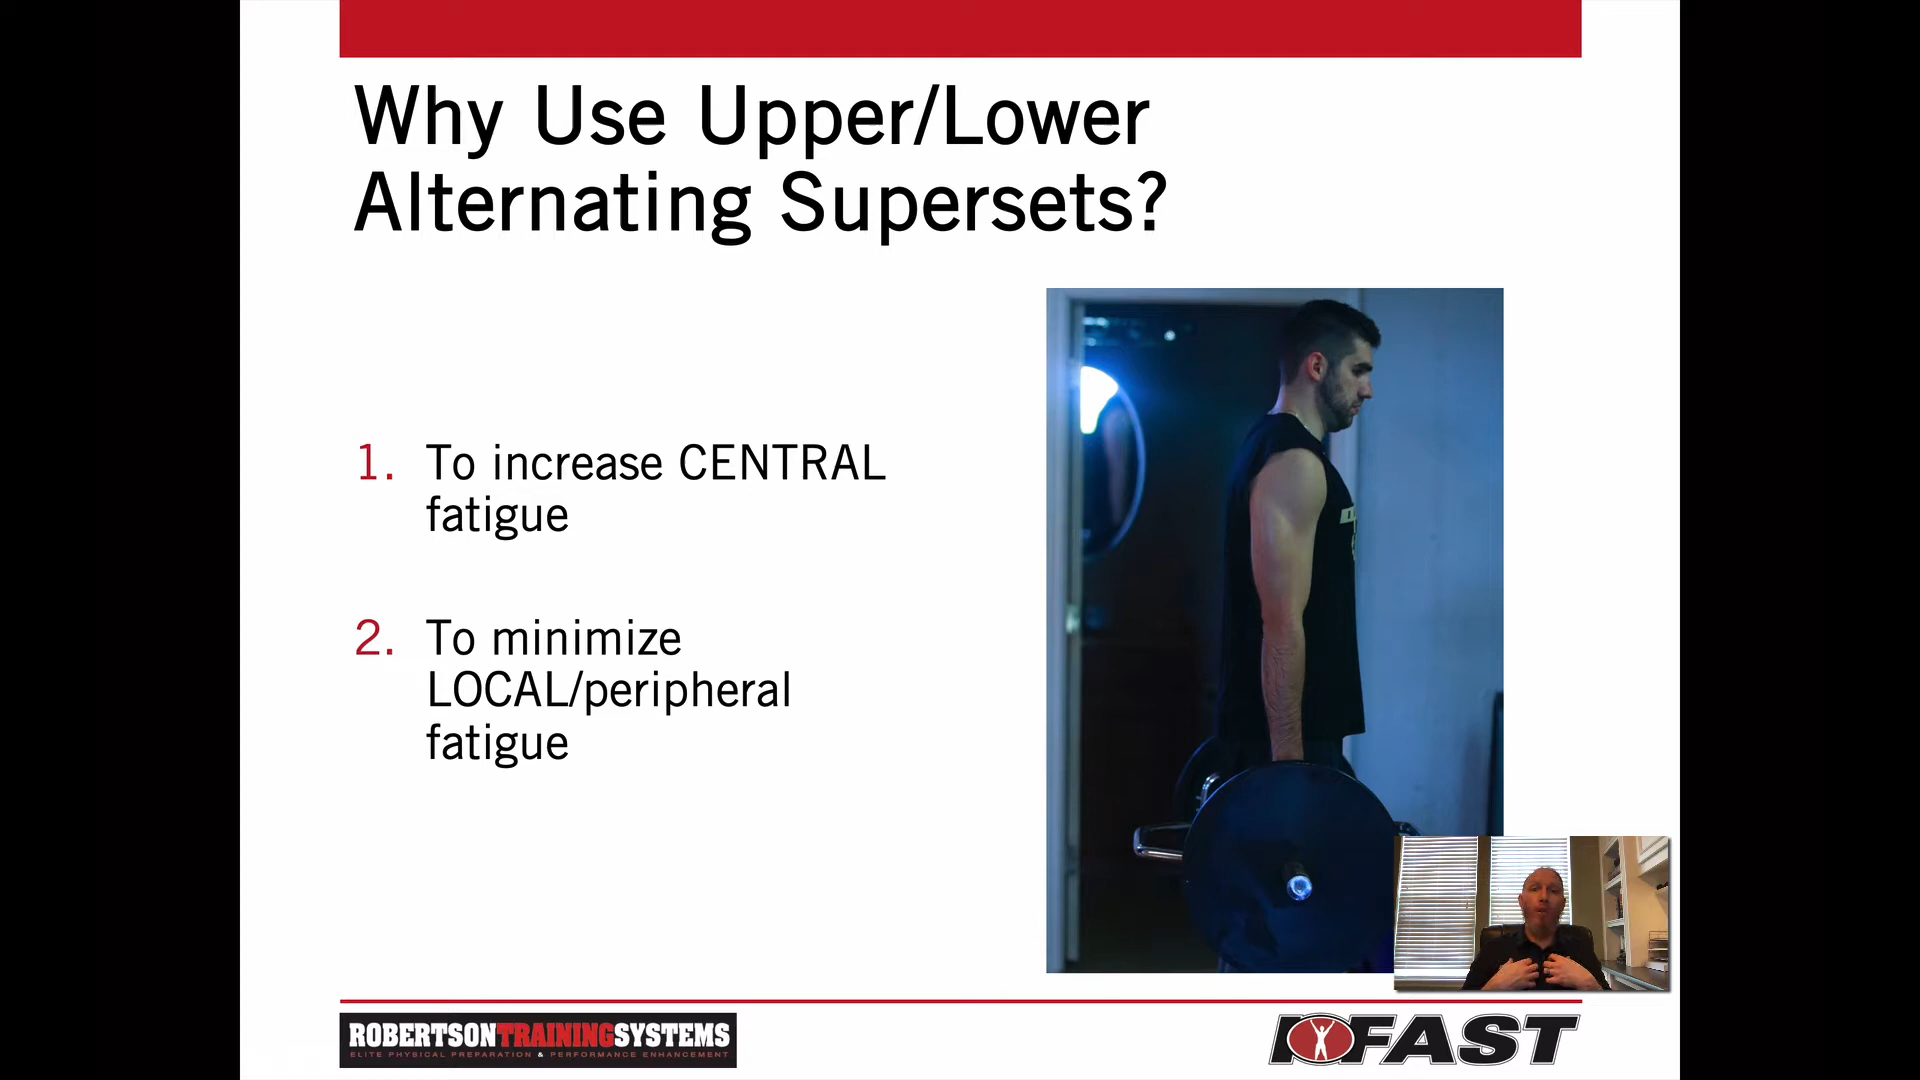 Why Use Upper/Lower
Alternating Supersets?
1. To increase CENTRAL
fatigue
2. To minimize
LOCAL/peripheral
fatigue
ROBERTSONTRAININGSYSTEMS
ELITE PHYSICAL PREPARATION & PERFORMANCE ENHANCEMENT
IFAST